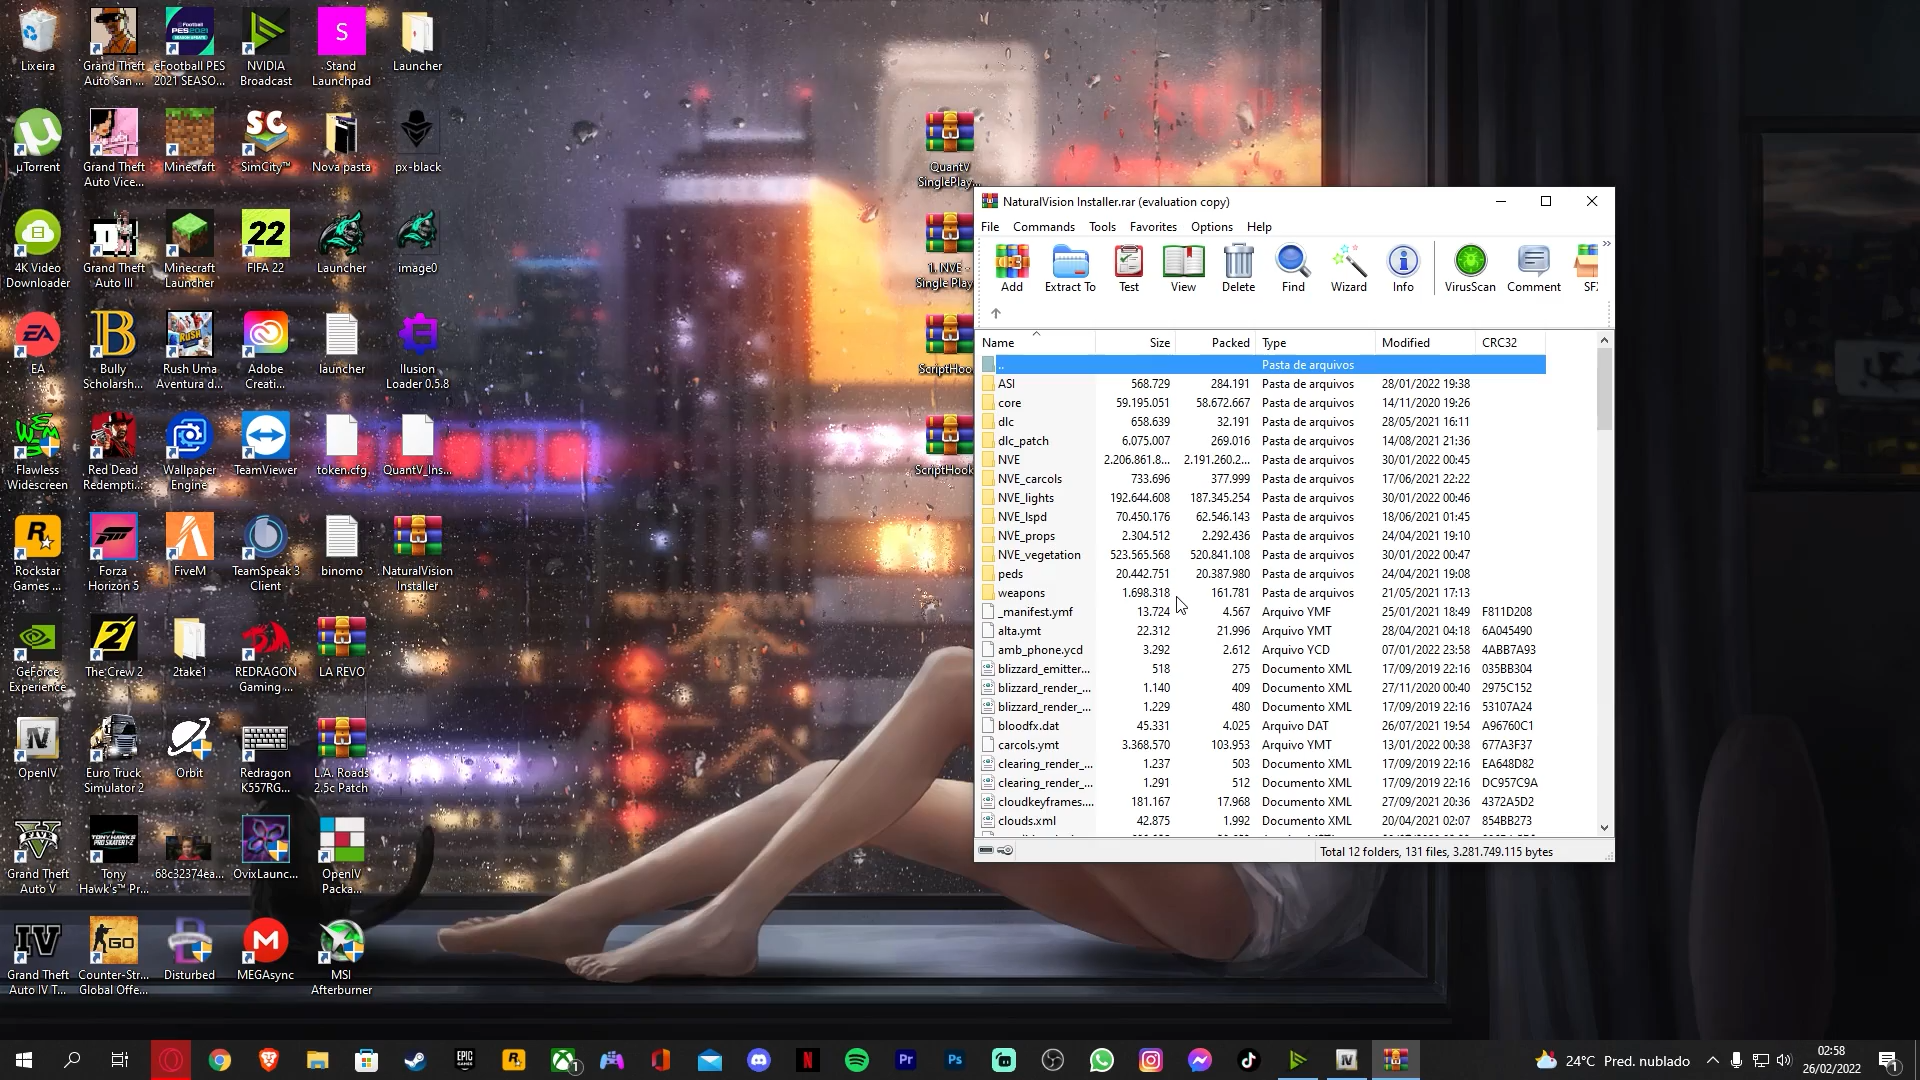 Lixeira
Grand Theft
Auto San ...
eFootball PES
2021 SEASO...
NVIDIA
Broadcast
S
Stand
Launchpad
Launcher
µTorrent
Grand Theft
Auto Vice...
Minecraft
SC
SimCity™
Nova pasta
px-black
4K Video
Downloader
Grand Theft
Auto III
Minecraft
Launcher
22
FIFA 22
Launcher
image0
EA
EA
Bully
Scholarsh...
Rush Uma
Aventura d...
Adobe
Creati...
launcher
Ilusion
Loader 0.5.8
Flawless
Widescreen
Red Dead
Redempti...
Wallpaper
Engine
TeamViewer
token.cfg
QuantV_Ins...
Rockstar
Games ...
Forza
Horizon 5
FiveM
TeamSpeak 3
Client
binomo
NaturalVision
Installer
GeForce
Experience
The Crew 2
2take1
REDRAGON
Gaming ...
LA REVO
OpenIV
Euro Truck
Simulator 2
Orbit
Redragon
K557RG...
L.A. Roads
2.5c Patch
Grand Theft
Auto V
Tony
Hawk's™ Pr...
68c32374ea...
OvixLaunc...
OpenIV
Packa...
Grand Theft
Auto IV T...
Counter-Str...
Global Offe...
Disturbed
MEGAsync
MSI
Afterburner
QuantV
SinglePlay...
1. NVE -
Single Play
ScriptHook
ScriptHook
NaturalVision Installer.rar (evaluation copy)
File Commands Tools Favorites Options Help
Add Extract To Test View Delete Find Wizard Info VirusScan Comment SFX
Name Size Packed Type Modified CRC32
.. Pasta de arquivos
ASI 568.729 284.191 Pasta de arquivos 28/01/2022 19:38
core 59.195.051 58.672.667 Pasta de arquivos 14/11/2020 19:26
dlc 658.639 32.191 Pasta de arquivos 28/05/2021 16:11
dlc_patch 6.075.007 269.016 Pasta de arquivos 14/08/2021 21:36
NVE 2.206.861.8... 2.191.260.2... Pasta de arquivos 30/01/2022 00:45
NVE_carcols 733.696 377.999 Pasta de arquivos 17/06/2021 22:22
NVE_lights 192.644.608 187.345.254 Pasta de arquivos 30/01/2022 00:46
NVE_lspd 70.450.176 62.546.143 Pasta de arquivos 18/06/2021 01:45
NVE_props 2.304.512 2.292.436 Pasta de arquivos 24/04/2021 19:10
NVE_vegetation 523.565.568 520.841.108 Pasta de arquivos 30/01/2022 00:47
peds 20.442.751 20.387.980 Pasta de arquivos 24/04/2021 19:08
weapons 1.698.318 161.781 Pasta de arquivos 21/05/2021 17:13
_manifest.ymf 13.724 4.567 Arquivo YMF 25/01/2021 18:49 F811D208
alta.ymt 22.312 21.996 Arquivo YMT 28/04/2021 04:18 6A045490
amb_phone.ycd 3.292 2.612 Arquivo YCD 07/01/2022 23:58 4ABB7A93
blizzard_emitter... 518 275 Documento XML 17/09/2019 22:16 035BB304
blizzard_render_... 1.140 409 Documento XML 27/11/2020 00:40 2975C152
blizzard_render_... 1.229 480 Documento XML 17/09/2019 22:16 53107A24
bloodfx.dat 45.331 4.025 Arquivo DAT 26/07/2021 19:54 A96760C1
carcols.ymt 3.368.570 103.953 Arquivo YMT 13/01/2022 00:38 677A3F37
clearing_render_... 1.237 503 Documento XML 17/09/2019 22:16 EA648D82
clearing_render_... 1.291 512 Documento XML 17/09/2019 22:16 DC957C9A
cloudkeyframes.... 181.167 17.968 Documento XML 27/09/2021 20:36 4372A5D2
clouds.xml 42.875 1.992 Documento XML 20/04/2021 02:07 854BB273
Total 12 folders, 131 files, 3.281.749.115 bytes
24°C Pred. nublado
02:58
26/02/2022